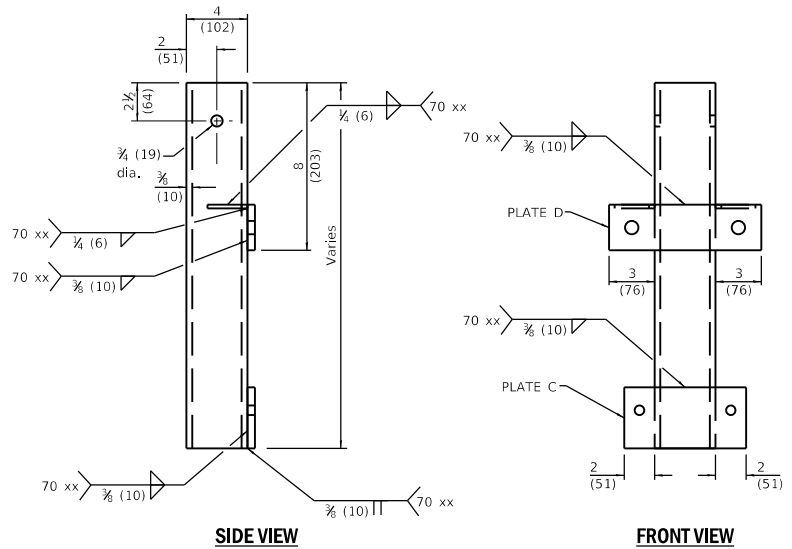 4
(102)
2
(51)
2½
(64)
¾ (19)
dia.
⅜
(10)
¼ (6)
70 xx
8
(203)
Varies
70 xx
¼ (6)
70 xx
⅜ (10)
70 xx
⅜ (10)
⅜ (10)
70 xx
SIDE VIEW
70 xx
⅜ (10)
PLATE D
3
(76)
3
(76)
70 xx
⅜ (10)
PLATE C
2
(51)
2
(51)
FRONT VIEW